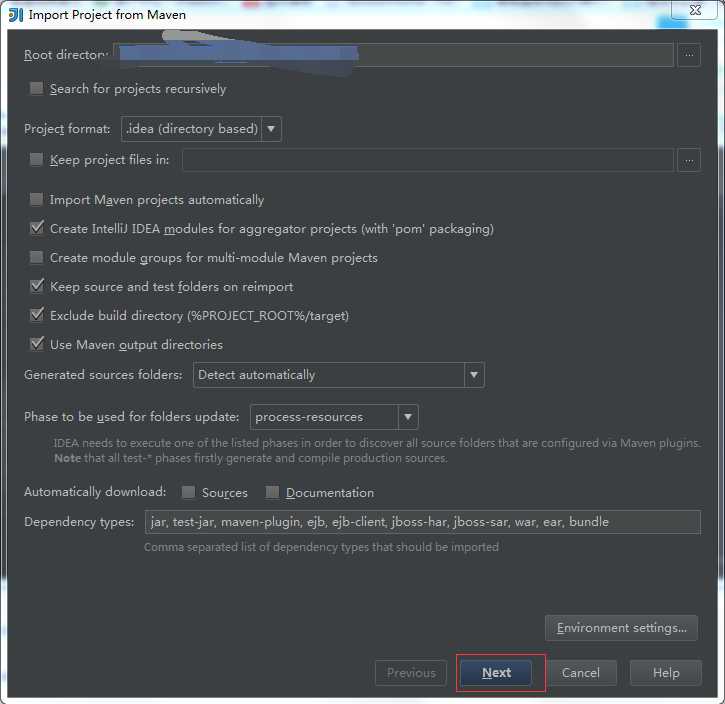 Import Project from Maven
Root directory:
...
Search for projects recursively
Project format: .idea (directory based)
Keep project files in: ...
Import Maven projects automatically
Create IntelliJ IDEA modules for aggregator projects (with 'pom' packaging)
Create module groups for multi-module Maven projects
Keep source and test folders on reimport
Exclude build directory (%PROJECT_ROOT%/target)
Use Maven output directories
Generated sources folders: Detect automatically
Phase to be used for folders update: process-resources
IDEA needs to execute one of the listed phases in order to discover all source folders that are configured via Maven plugins.
Note that all test-* phases firstly generate and compile production sources.
Automatically download: Sources Documentation
Dependency types: jar, test-jar, maven-plugin, ejb, ejb-client, jboss-har, jboss-sar, war, ear, bundle
Comma separated list of dependency types that should be imported
Environment settings...
Previous Next Cancel Help